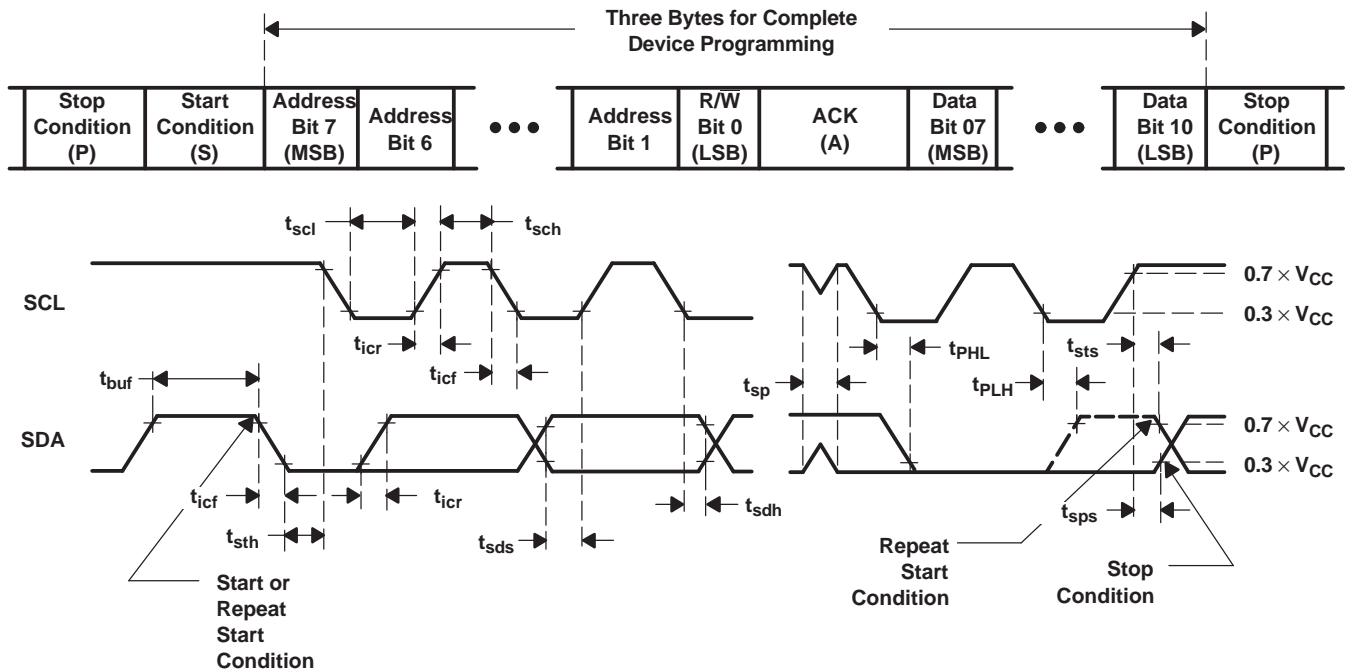 Three Bytes for Complete
Device Programming
Stop
Condition
(P)
Start
Condition
(S)
Address
Bit 7
(MSB)
Address
Bit 6
•••
Address
Bit 1
R/W̅
Bit 0
(LSB)
ACK
(A)
Data
Bit 07
(MSB)
•••
Data
Bit 10
(LSB)
Stop
Condition
(P)
tscl
tsch
SCL
0.7 × VCC
0.3 × VCC
ticr
tPHL
tsts
tbuf
ticf
tsp
tPLH
SDA
0.7 × VCC
0.3 × VCC
ticf
ticr
tsdh
tsth
tsds
tsps
Repeat
Start
Condition
Stop
Condition
Start or
Repeat
Start
Condition